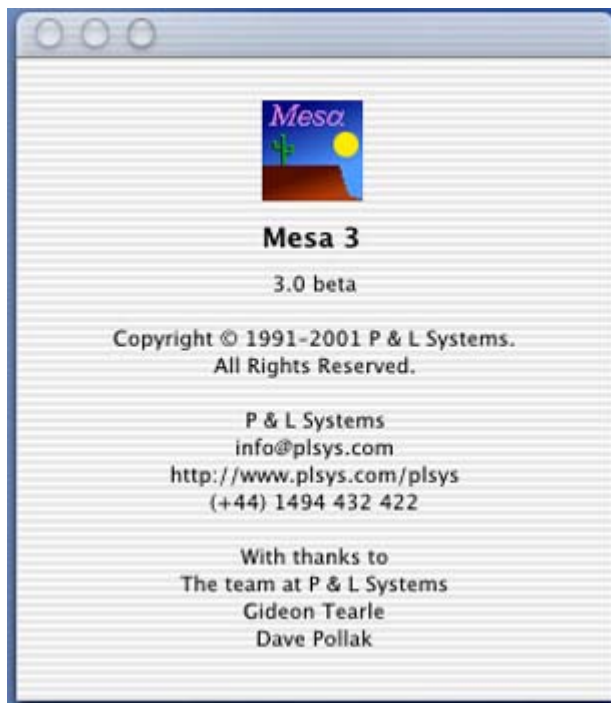 Mesa
Mesa 3
3.0 beta
Copyright © 1991-2001 P & L Systems.
All Rights Reserved.
P & L Systems
info@plsys.com
http://www.plsys.com/plsys
(+44) 1494 432 422
With thanks to
The team at P & L Systems
Gideon Tearle
Dave Pollak